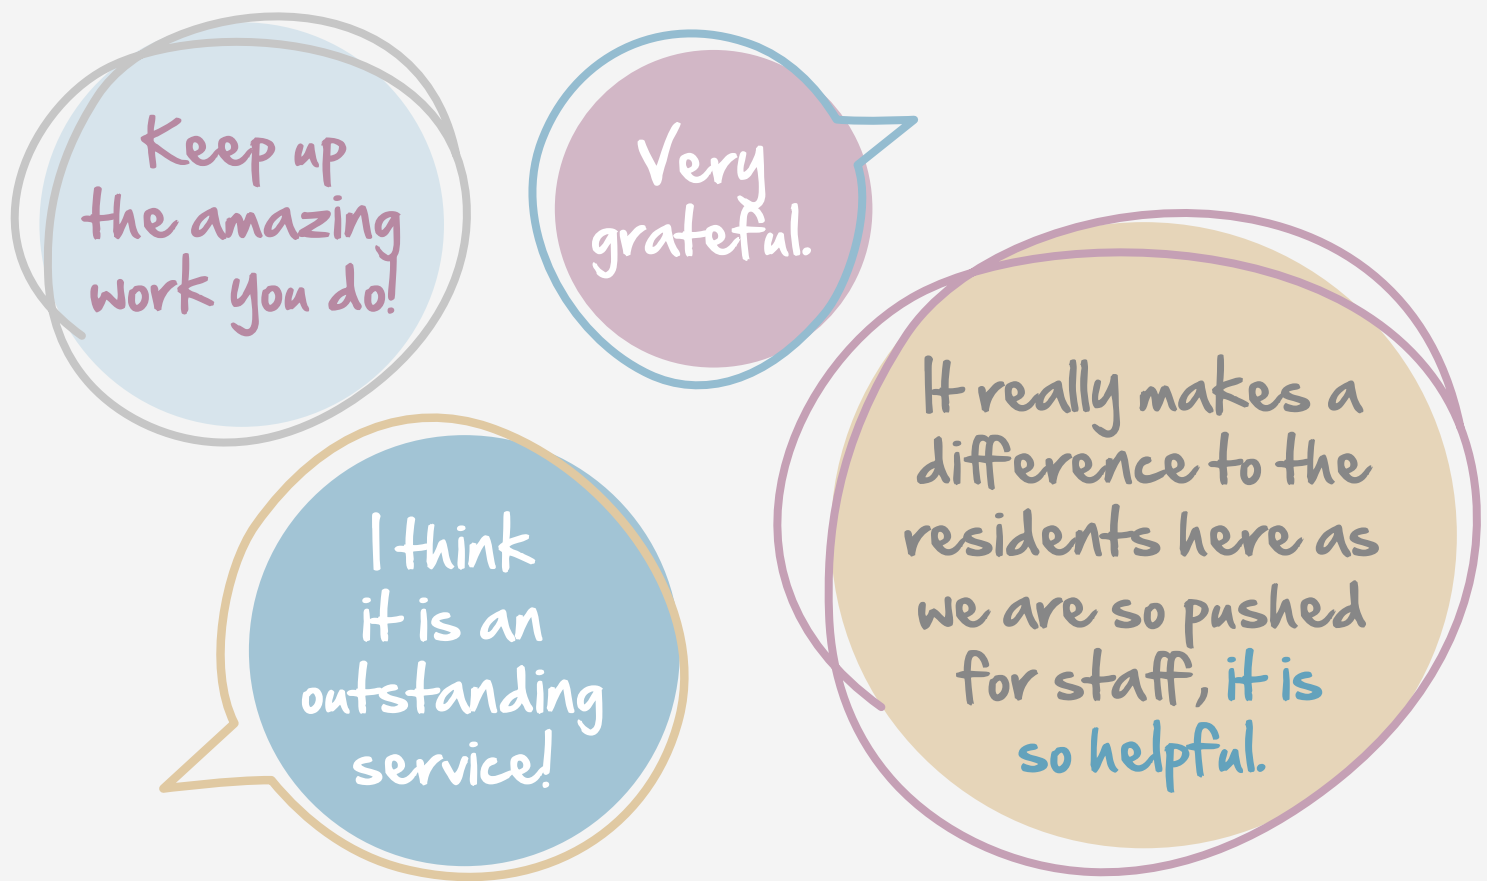 Keep up
the amazing
work you do!
Very
grateful.
I think
it is an
outstanding
service!
It really makes a
difference to the
residents here as
we are so pushed
for staff, it is
so helpful.